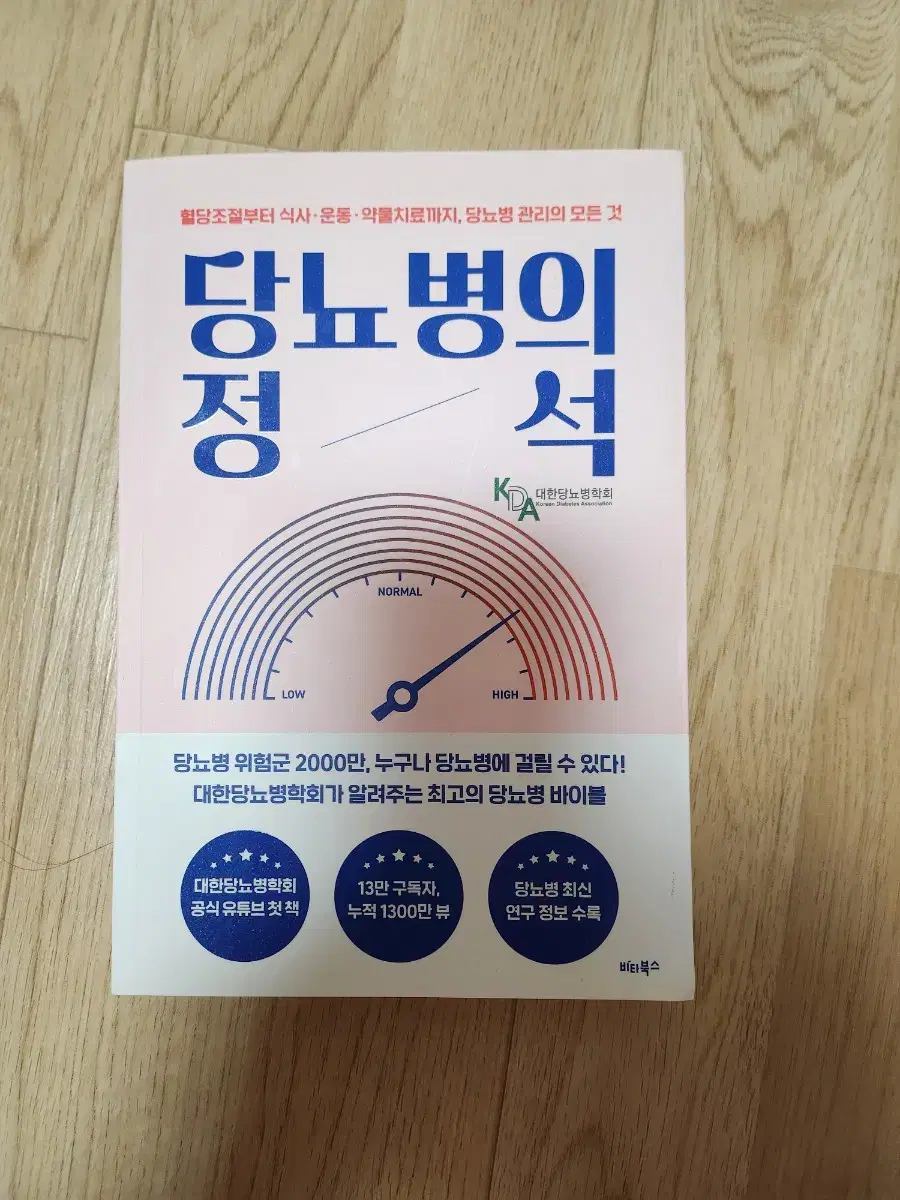 혈당조절부터 식사·운동·약물치료까지, 당뇨병 관리의 모든 것
당뇨병의
정 석
KDA 대한당뇨병학회
Korean Diabetes Association
NORMAL
LOW
HIGH
당뇨병 위험군 2000만, 누구나 당뇨병에 걸릴 수 있다!
대한당뇨병학회가 알려주는 최고의 당뇨병 바이블
대한당뇨병학회
공식 유튜브 첫 책
13만 구독자,
누적 1300만 뷰
당뇨병 최신
연구 정보 수록
비타북스